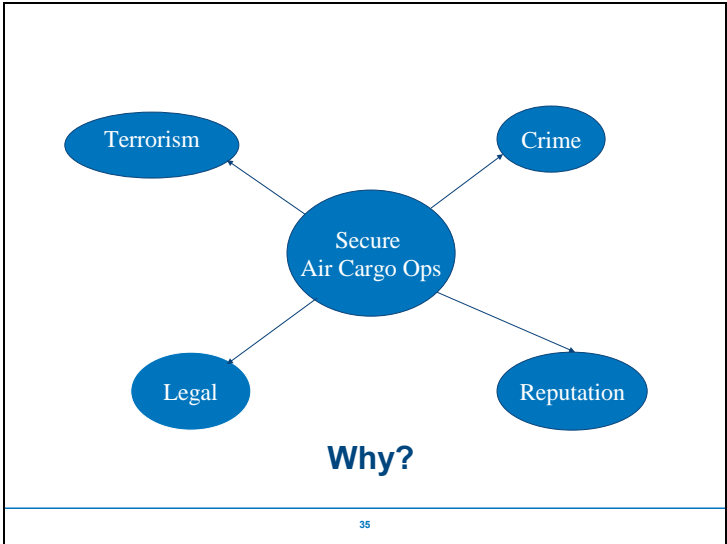 Terrorism
Crime
Secure
Air Cargo Ops
Legal
Reputation
Why?
35